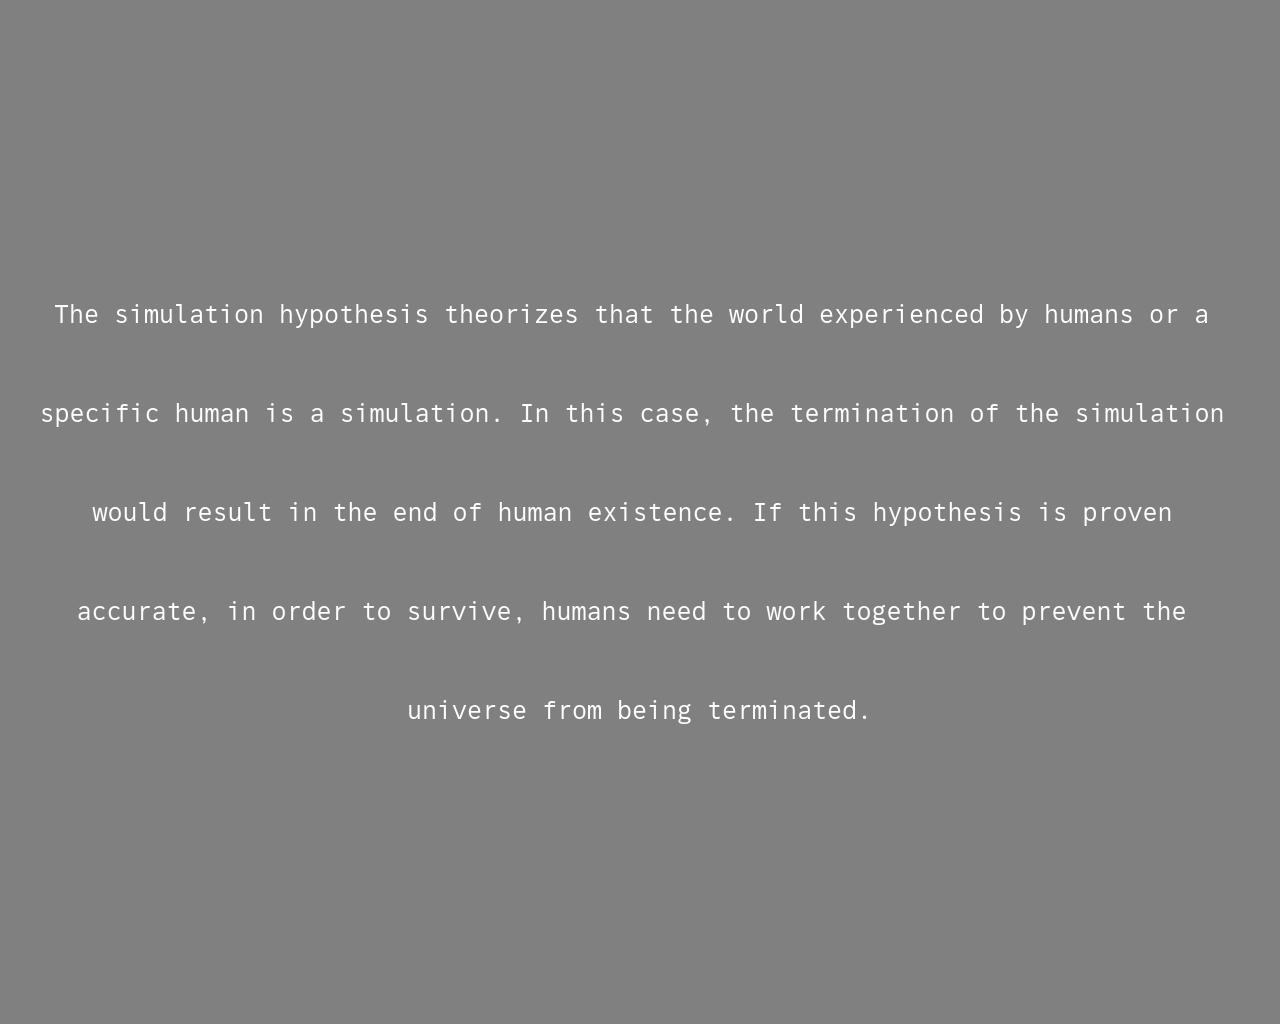 The simulation hypothesis theorizes that the world experienced by humans or a
specific human is a simulation. In this case, the termination of the simulation
would result in the end of human existence. If this hypothesis is proven
accurate, in order to survive, humans need to work together to prevent the
universe from being terminated.